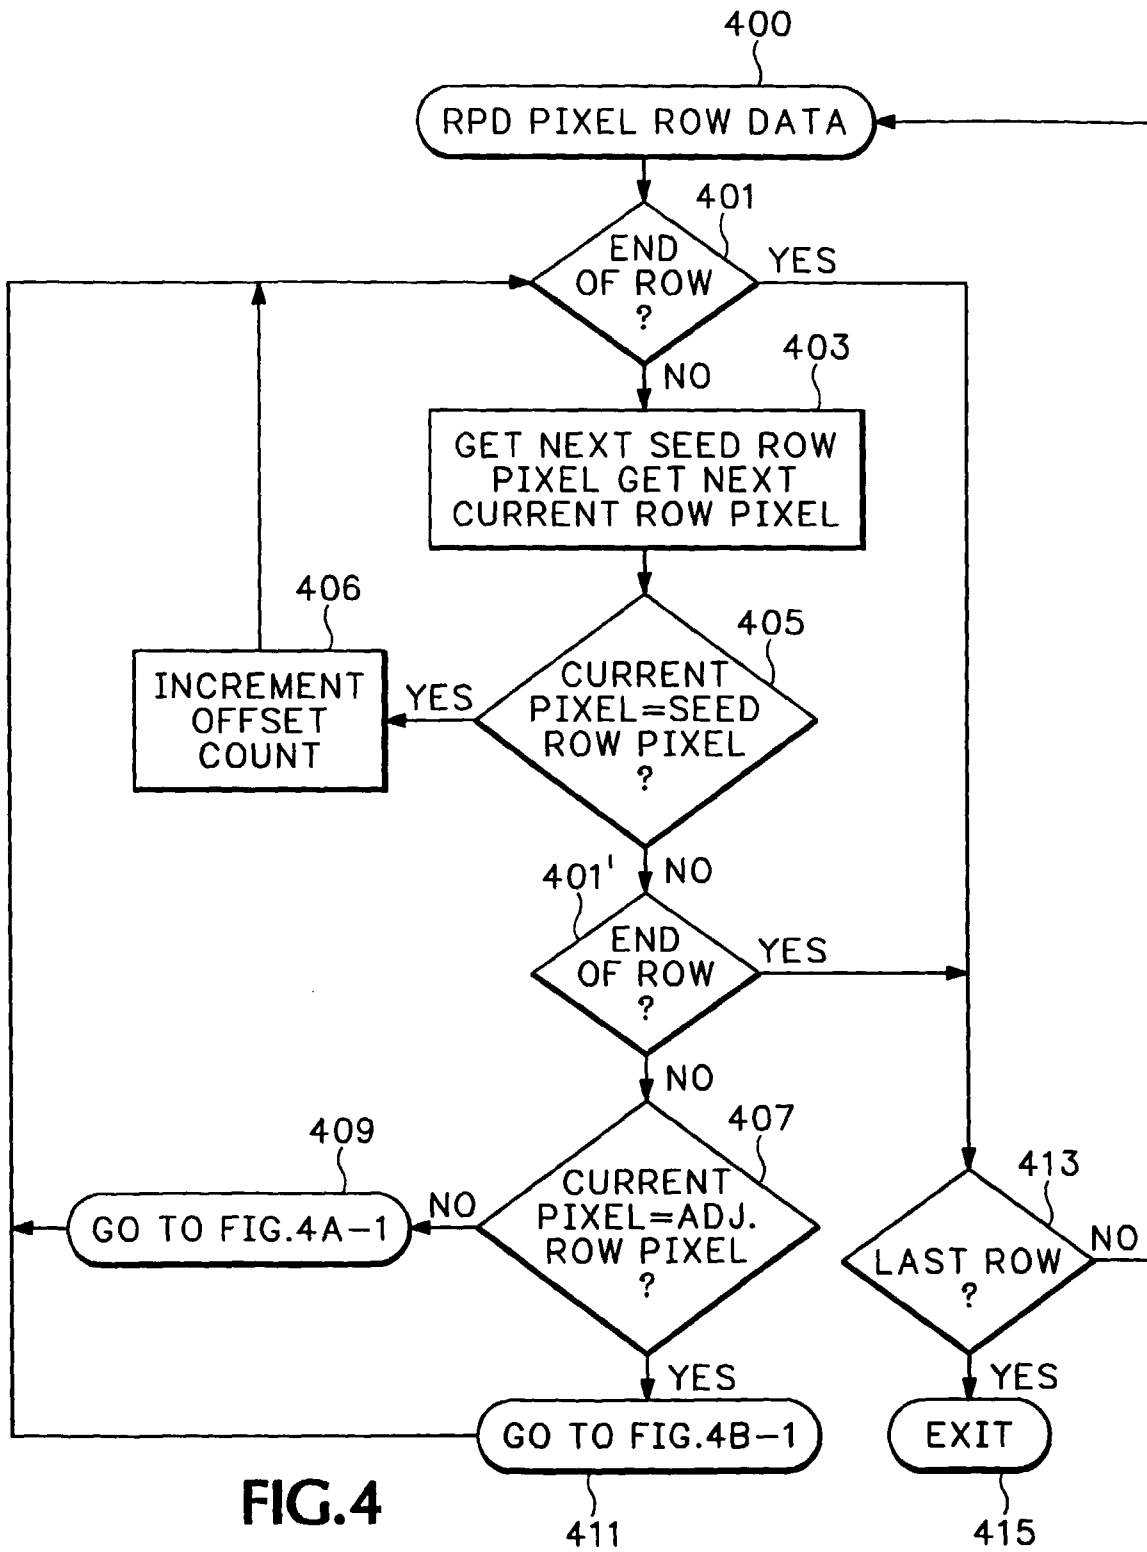 400
RPD PIXEL ROW DATA
401
END
OF ROW
?
YES
NO
403
GET NEXT SEED ROW
PIXEL GET NEXT
CURRENT ROW PIXEL
406
INCREMENT
OFFSET
COUNT
YES
405
CURRENT
PIXEL=SEED
ROW PIXEL
?
NO
401'
END
OF ROW
?
YES
NO
407
CURRENT
PIXEL=ADJ.
ROW PIXEL
?
NO
409
GO TO FIG.4A-1
YES
GO TO FIG.4B-1
411
413
LAST ROW
?
NO
YES
EXIT
415
FIG.4